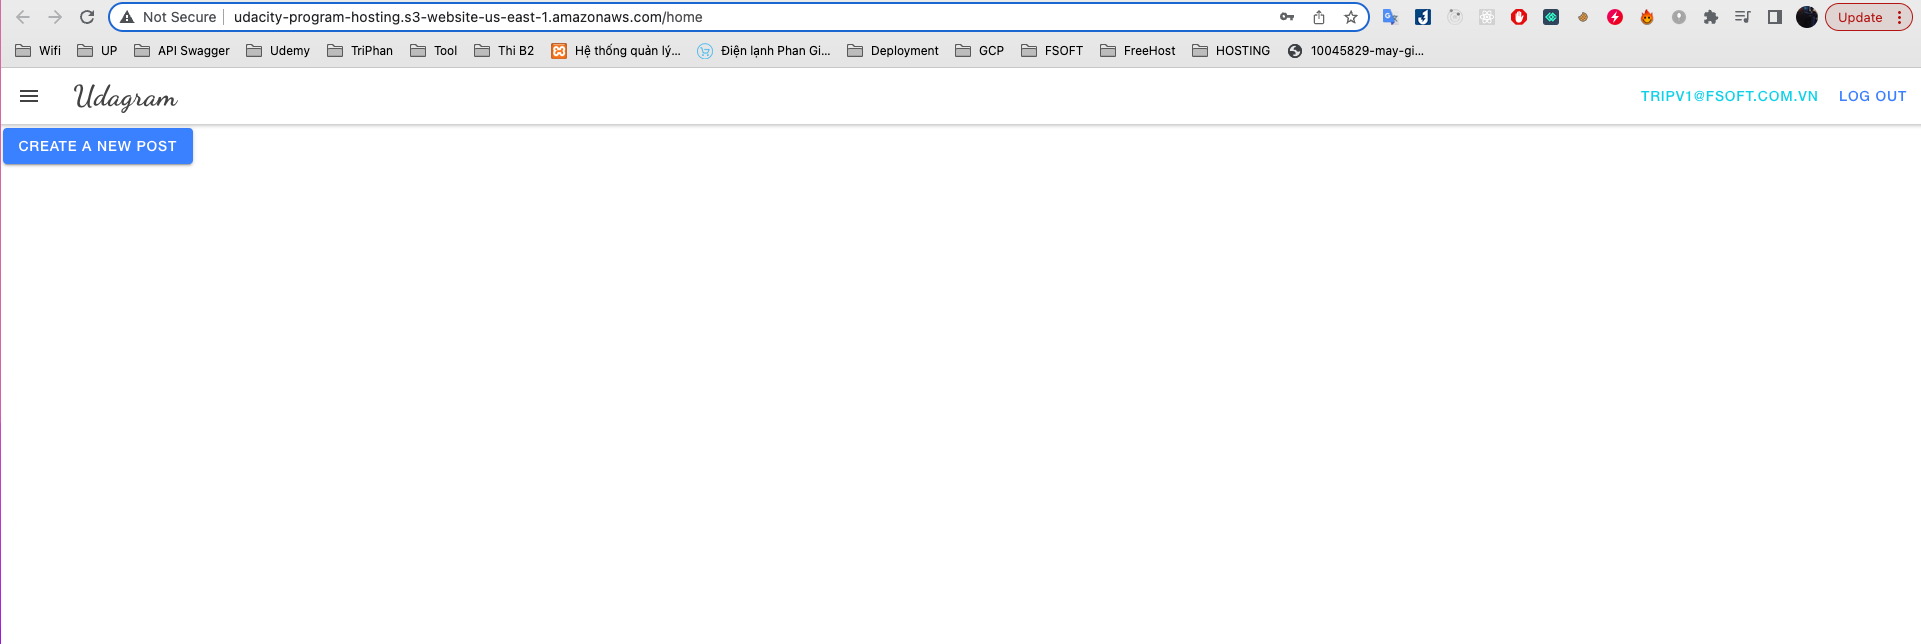 Not Secure udacity-program-hosting.s3-website-us-east-1.amazonaws.com/home Update
Wifi UP API Swagger Udemy TriPhan Tool Thi B2 Hệ thống quản lý... Điện lạnh Phan Gi... Deployment GCP FSOFT FreeHost HOSTING 10045829-may-gi...
Udagram TRIPV1@FSOFT.COM.VN LOG OUT
CREATE A NEW POST